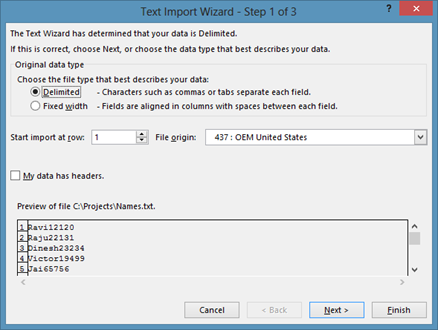 Text Import Wizard - Step 1 of 3
? ×
The Text Wizard has determined that your data is Delimited.
If this is correct, choose Next, or choose the data type that best describes your data.
Original data type
Choose the file type that best describes your data:
Delimited - Characters such as commas or tabs separate each field.
Fixed width - Fields are aligned in columns with spaces between each field.
Start import at row: 1 File origin: 437 : OEM United States
My data has headers.
Preview of file C:\Projects\Names.txt.
1 Ravi12120
2 Raju22131
3 Dinesh23234
4 Victor19499
5 Jai65756
Cancel < Back Next > Finish